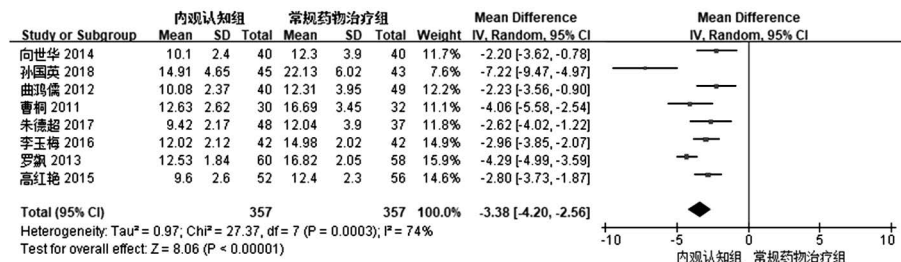 内观认知组 常规药物治疗组 Mean Difference Mean Difference
Study or Subgroup Mean SD Total Mean SD Total Weight IV, Random, 95% CI IV, Random, 95% CI
向世华 2014 10.1 2.4 40 12.3 3.9 40 11.7% -2.20 [-3.62, -0.78]
孙国英 2018 14.91 4.65 45 22.13 6.02 43 7.6% -7.22 [-9.47, -4.97]
曲鸿儒 2012 10.08 2.37 40 12.31 3.95 49 12.2% -2.23 [-3.56, -0.90]
曹桐 2011 12.63 2.62 30 16.69 3.45 32 11.1% -4.06 [-5.58, -2.54]
朱德超 2017 9.42 2.17 48 12.04 3.9 37 11.8% -2.62 [-4.02, -1.22]
李玉梅 2016 12.02 2.12 42 14.98 2.02 42 14.9% -2.96 [-3.85, -2.07]
罗飙 2013 12.53 1.84 60 16.82 2.05 58 15.9% -4.29 [-4.99, -3.59]
高红艳 2015 9.6 2.6 52 12.4 2.3 56 14.6% -2.80 [-3.73, -1.87]
Total (95% CI) 357 357 100.0% -3.38 [-4.20, -2.56]
Heterogeneity: Tau² = 0.97; Chi² = 27.37, df = 7 (P = 0.0003); I² = 74%
Test for overall effect: Z = 8.06 (P < 0.00001)
-10 -5 0 5 10
内观认知组 常规药物治疗组